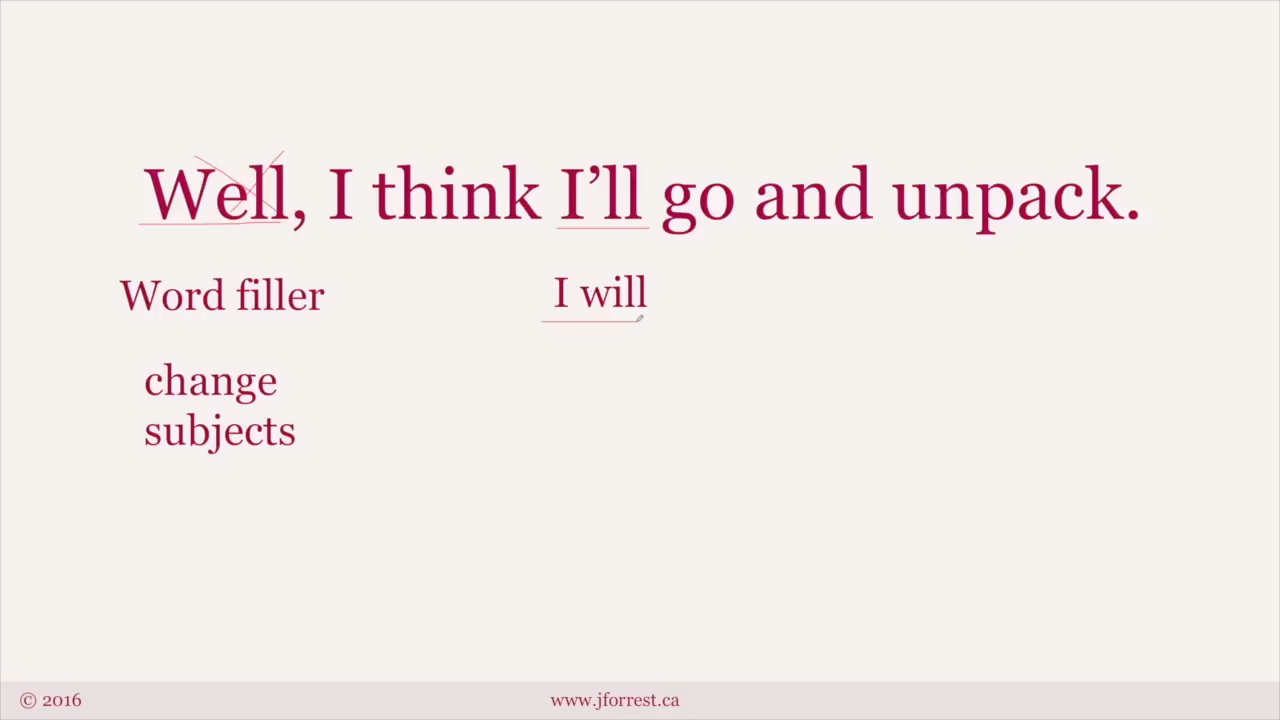 Well, I think I’ll go and unpack.
Word filler
I will
change
subjects
© 2016
www.jforrest.ca